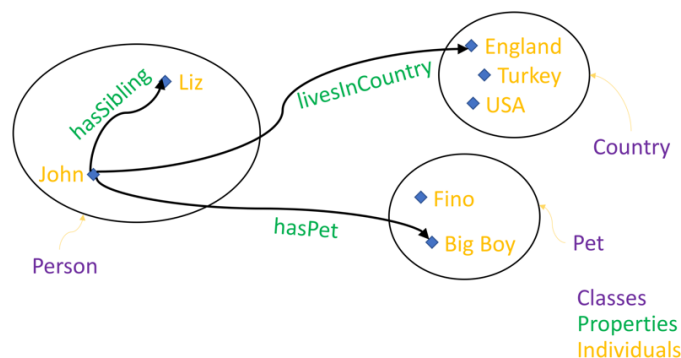 hasSibling
Liz
John
Person
livesInCountry
England
Turkey
USA
Country
hasPet
Fino
Big Boy
Pet
Classes
Properties
Individuals